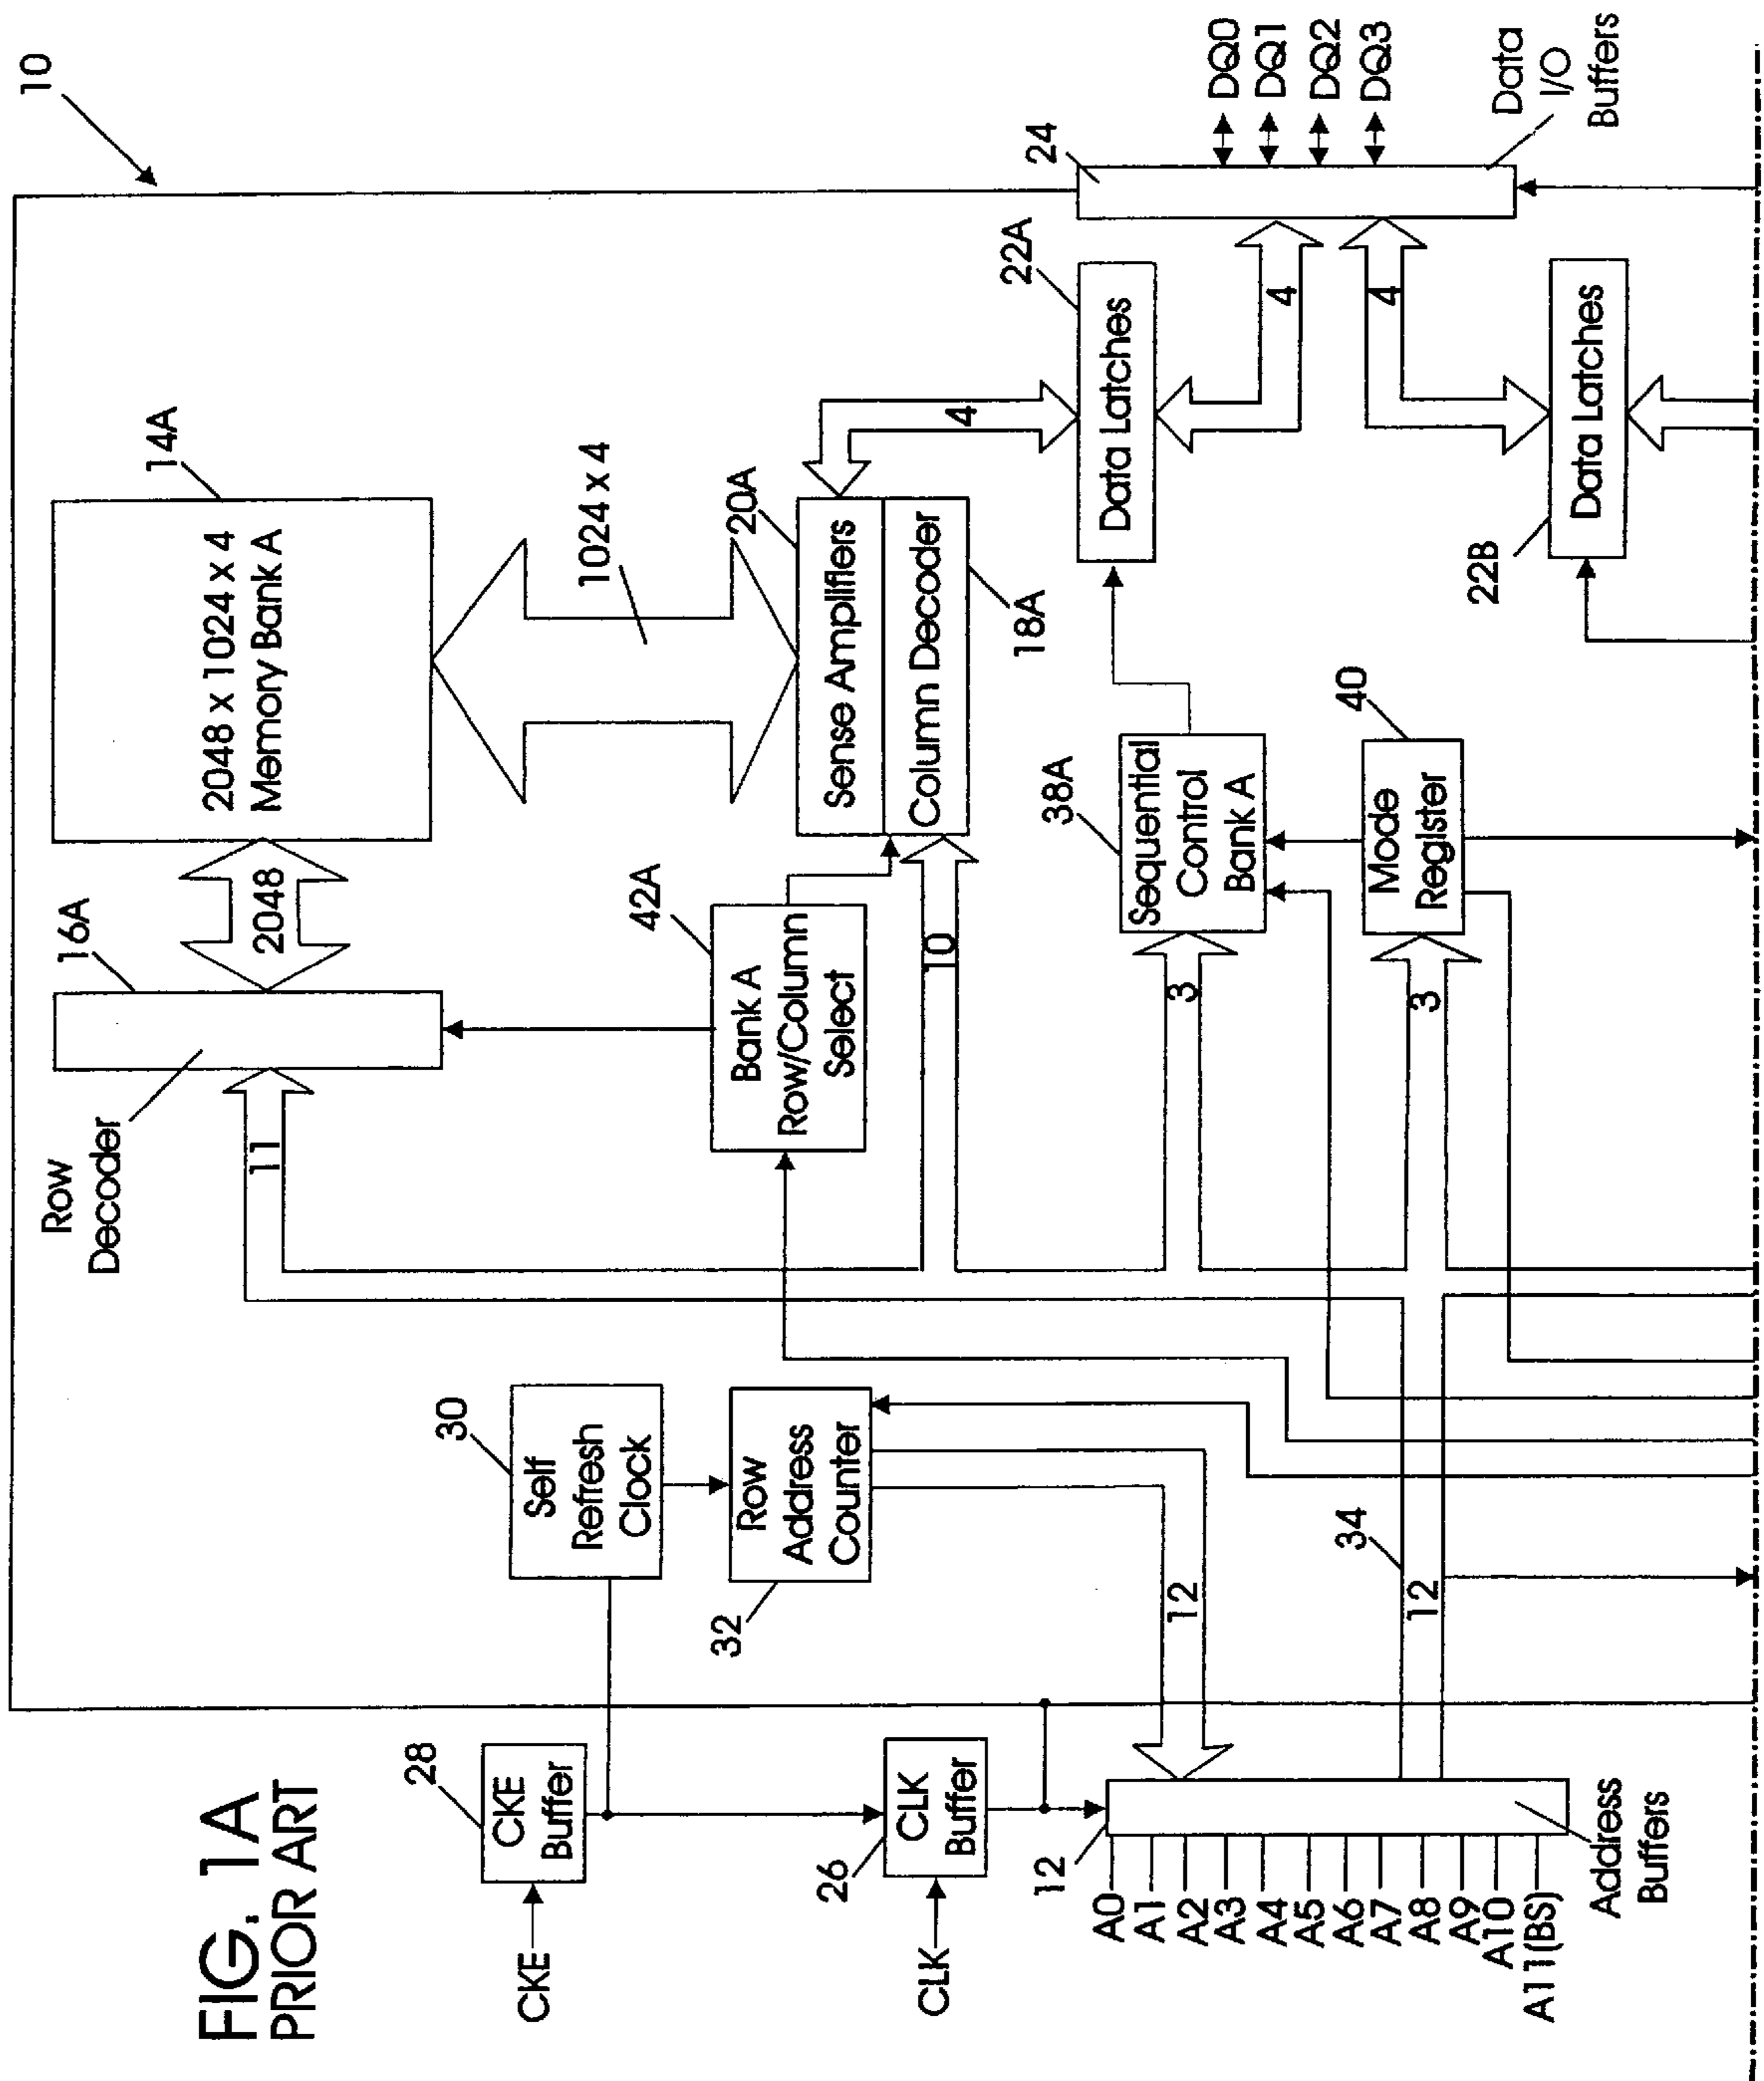 FIG. 1A
PRIOR ART
10
CKE
28
CKE
Buffer
30
Self
Refresh
Clock
Row
Decoder
16A
11
2048
14A
2048 x 1024 x 4
Memory Bank A
32
Row
Address
Counter
42A
Bank A
Row/Column
Select
1024 x 4
20A
Sense Amplifiers
Column Decoder
18A
10
4
CLK
26
CLK
Buffer
12
12
A0
A1
A2
A3
A4
A5
A6
A7
A8
A9
A10
A11(BS)
Address
Buffers
34
12
3
38A
Sequential
Control
Bank A
3
40
Mode
Register
22A
Data Latches
4
4
22B
Data Latches
24
DQ0
DQ1
DQ2
DQ3
Data
I/O
Buffers